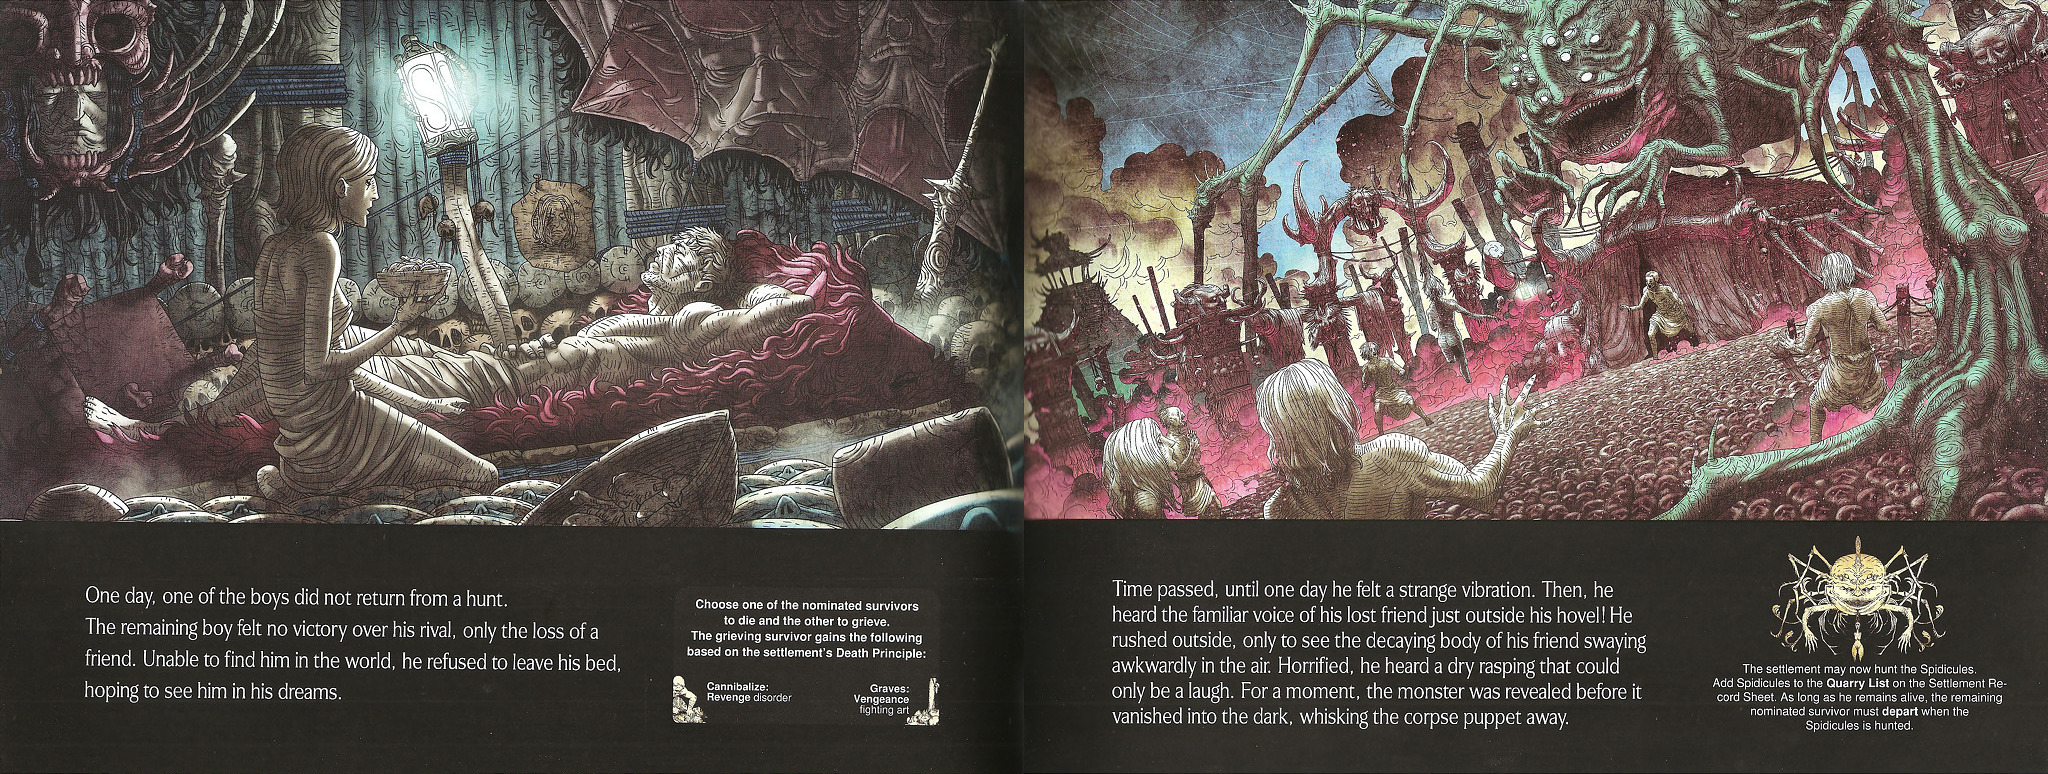 One day, one of the boys did not return from a hunt.
The remaining boy felt no victory over his rival, only the loss of a
friend. Unable to find him in the world, he refused to leave his bed,
hoping to see him in his dreams.
Choose one of the nominated survivors
to die and the other to grieve.
The grieving survivor gains the following
based on the settlement's Death Principle:
Cannibalize:
Revenge disorder
Graves:
Vengeance
fighting art
Time passed, until one day he felt a strange vibration. Then, he
heard the familiar voice of his lost friend just outside his hovel! He
rushed outside, only to see the decaying body of his friend swaying
awkwardly in the air. Horrified, he heard a dry rasping that could
only be a laugh. For a moment, the monster was revealed before it
vanished into the dark, whisking the corpse puppet away.
The settlement may now hunt the Spidicules.
Add Spidicules to the Quarry List on the Settlement Re-
cord Sheet. As long as he remains alive, the remaining
nominated survivor must depart when the
Spidicules is hunted.